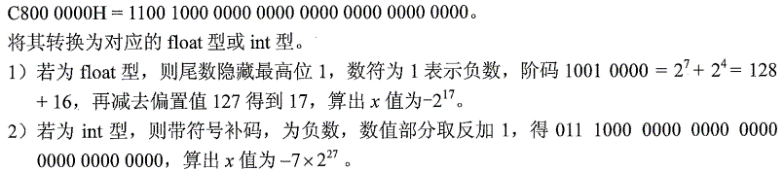 C800 0000H = 1100 1000 0000 0000 0000 0000 0000 0000。
将其转换为对应的 float 型或 int 型。
1）若为 float 型，则尾数隐藏最高位 1，数符为 1 表示负数，阶码 1001 0000 = 2⁷ + 2⁴ = 128
+ 16，再减去偏置值 127 得到 17，算出 x 值为−2¹⁷。
2）若为 int 型，则带符号补码，为负数，数值部分取反加 1，得 011 1000 0000 0000 0000
0000 0000 0000，算出 x 值为 −7 × 2²⁷ 。